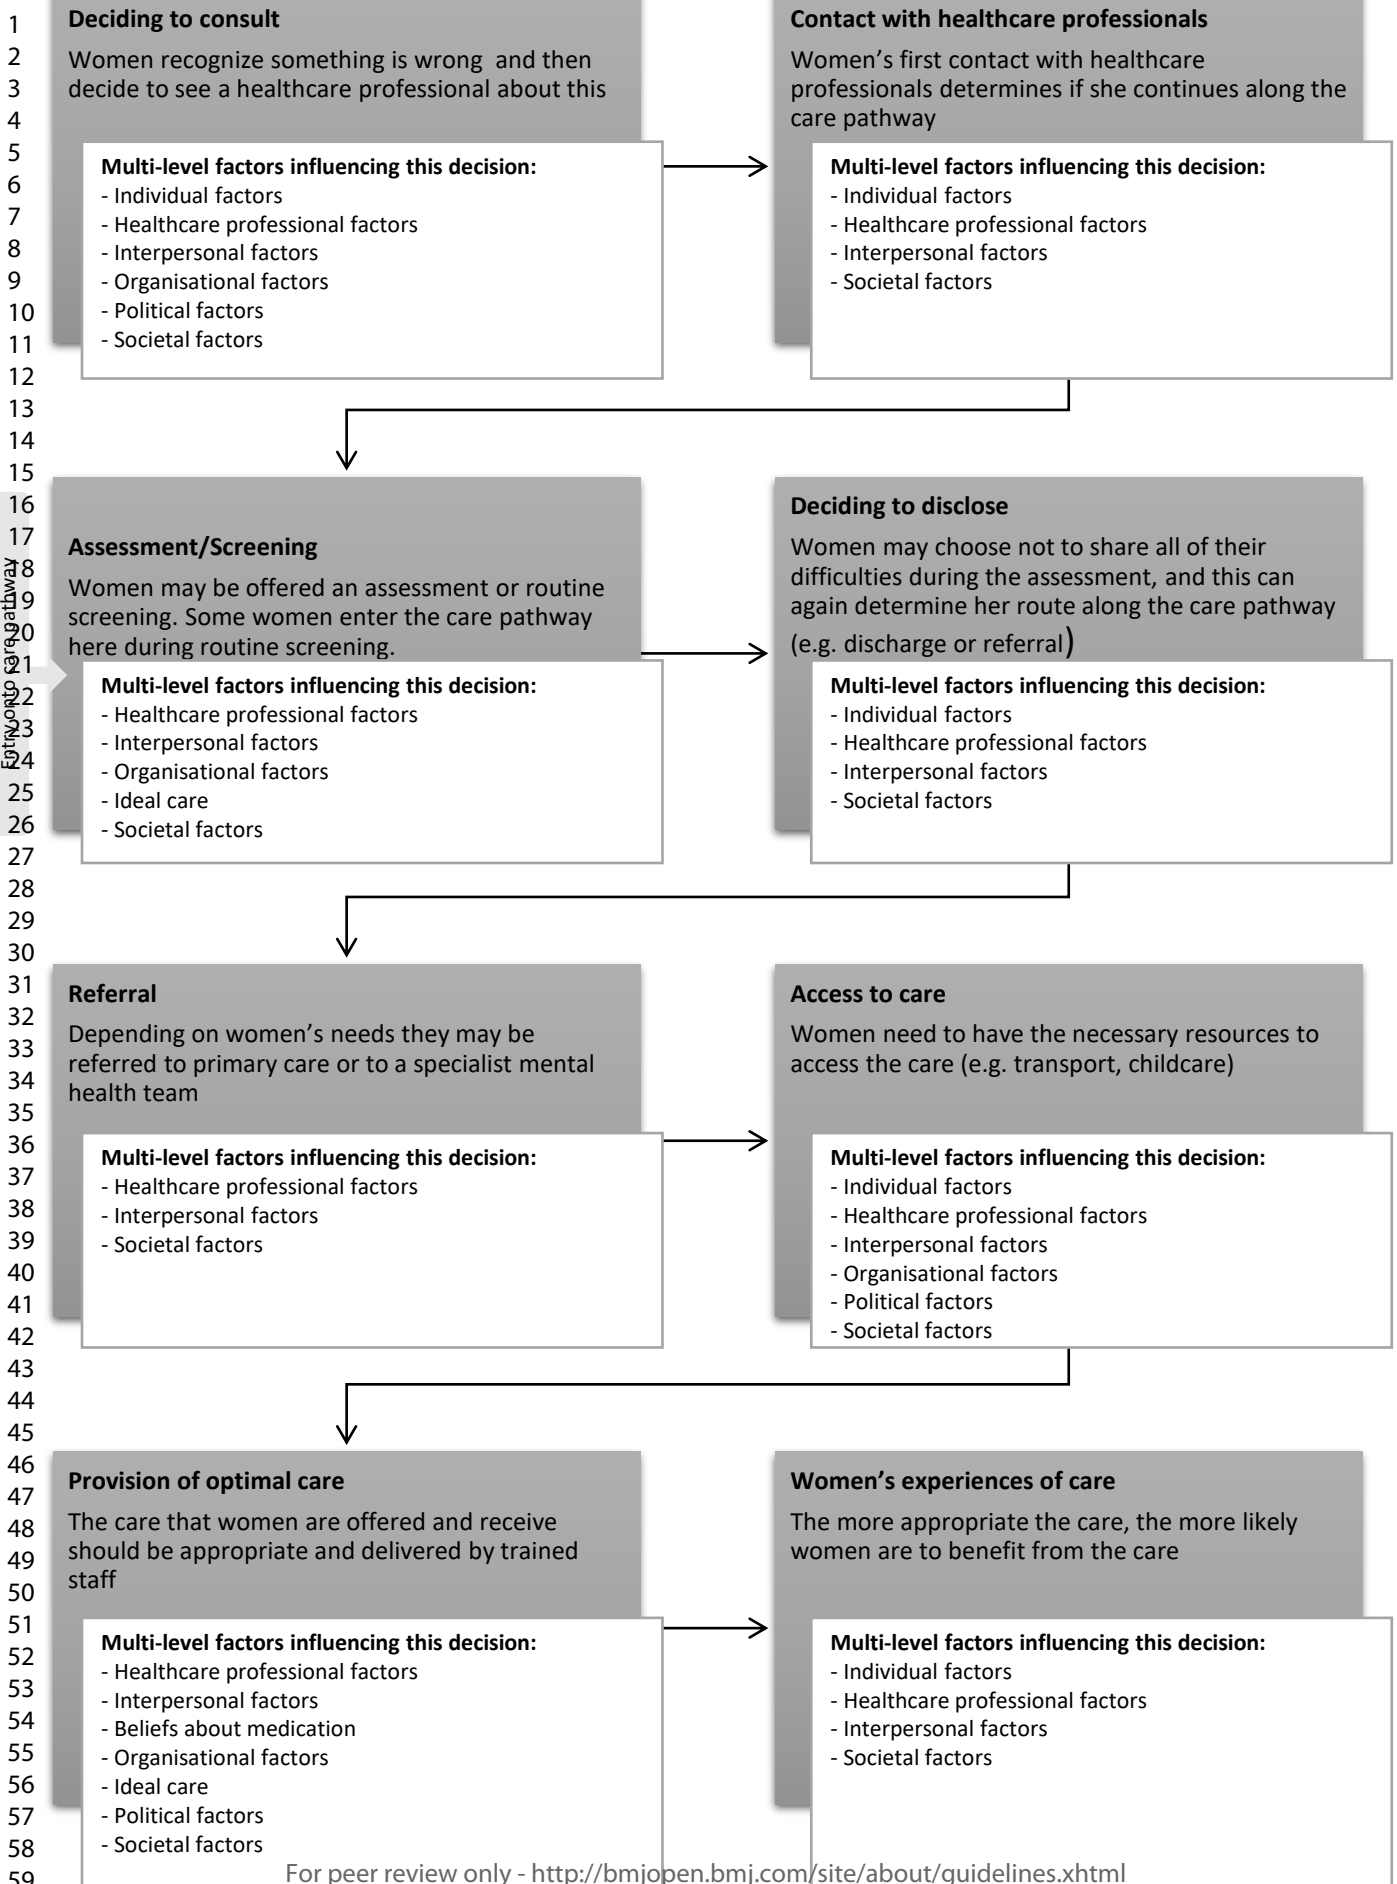 1
2
3
4
5
6
7
8
9
10
11
12
13
14
15
16
17
18
19
20
21
22
23
24
25
26
27
28
29
30
31
32
33
34
35
36
37
38
39
40
41
42
43
44
45
46
47
48
49
50
51
52
53
54
55
56
57
58
59
Deciding to consult
Women recognize something is wrong  and then
decide to see a healthcare professional about this
Multi-level factors influencing this decision:
- Individual factors
- Healthcare professional factors
- Interpersonal factors
- Organisational factors
- Political factors
- Societal factors
Contact with healthcare professionals
Women’s first contact with healthcare
professionals determines if she continues along the
care pathway
Multi-level factors influencing this decision:
- Individual factors
- Healthcare professional factors
- Interpersonal factors
- Societal factors
Entry onto care pathway
Assessment/Screening
Women may be offered an assessment or routine
screening. Some women enter the care pathway
here during routine screening.
Multi-level factors influencing this decision:
- Healthcare professional factors
- Interpersonal factors
- Organisational factors
- Ideal care
- Societal factors
Deciding to disclose
Women may choose not to share all of their
difficulties during the assessment, and this can
again determine her route along the care pathway
(e.g. discharge or referral)
Multi-level factors influencing this decision:
- Individual factors
- Healthcare professional factors
- Interpersonal factors
- Societal factors
Referral
Depending on women’s needs they may be
referred to primary care or to a specialist mental
health team
Multi-level factors influencing this decision:
- Healthcare professional factors
- Interpersonal factors
- Societal factors
Access to care
Women need to have the necessary resources to
access the care (e.g. transport, childcare)
Multi-level factors influencing this decision:
- Individual factors
- Healthcare professional factors
- Interpersonal factors
- Organisational factors
- Political factors
- Societal factors
Provision of optimal care
The care that women are offered and receive
should be appropriate and delivered by trained
staff
Multi-level factors influencing this decision:
- Healthcare professional factors
- Interpersonal factors
- Beliefs about medication
- Organisational factors
- Ideal care
- Political factors
- Societal factors
Women’s experiences of care
The more appropriate the care, the more likely
women are to benefit from the care
Multi-level factors influencing this decision:
- Individual factors
- Healthcare professional factors
- Interpersonal factors
- Societal factors
For peer review only - http://bmjopen.bmj.com/site/about/guidelines.xhtml